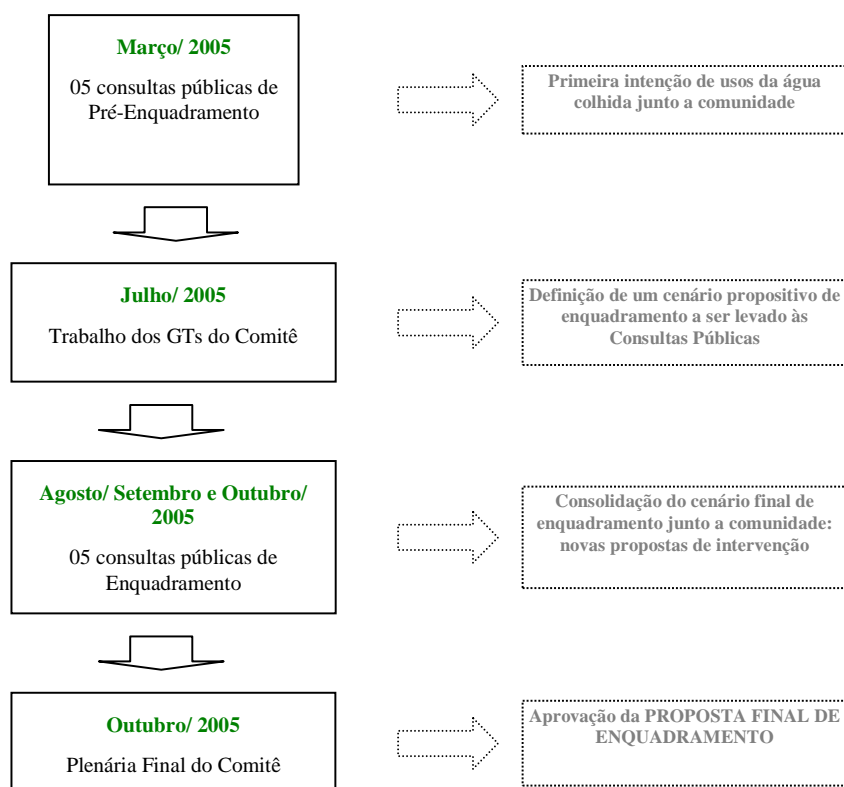 Março/ 2005
05 consultas públicas de
Pré-Enquadramento
Primeira intenção de usos da água
colhida junto a comunidade
Julho/ 2005
Trabalho dos GTs do Comitê
Definição de um cenário propositivo de
enquadramento a ser levado às
Consultas Públicas
Agosto/ Setembro e Outubro/
2005
05 consultas públicas de
Enquadramento
Consolidação do cenário final de
enquadramento junto a comunidade:
novas propostas de intervenção
Outubro/ 2005
Plenária Final do Comitê
Aprovação da PROPOSTA FINAL DE
ENQUADRAMENTO